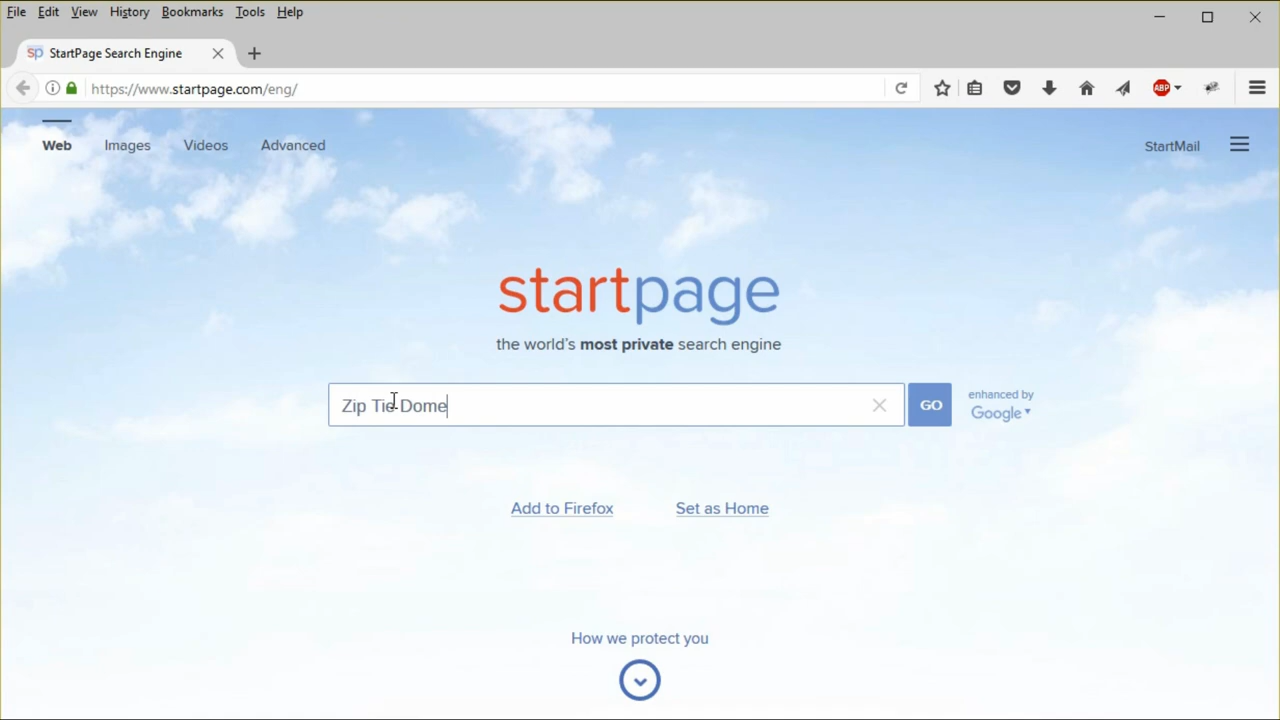 File Edit View History Bookmarks Tools Help
sp StartPage Search Engine
https://www.startpage.com/eng/
ABP
Web Images Videos Advanced StartMail
startpage
the world's most private search engine
Zip Tie Dome GO
enhanced by
Google
Add to Firefox Set as Home
How we protect you